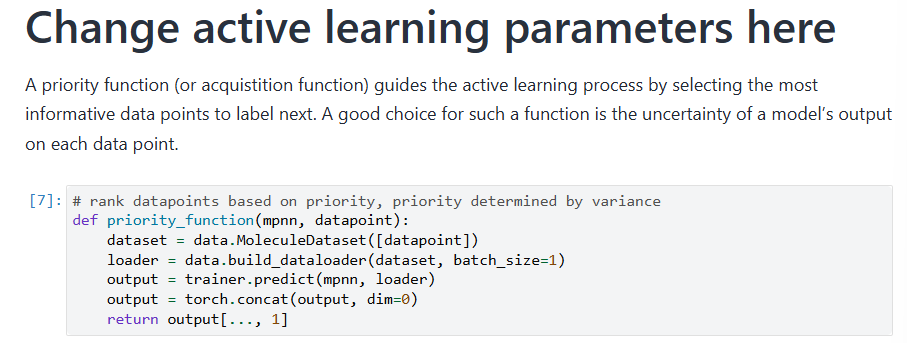 Change active learning parameters here
A priority function (or acquistition function) guides the active learning process by selecting the most
informative data points to label next. A good choice for such a function is the uncertainty of a model's output
on each data point.
[7]: # rank datapoints based on priority, priority determined by variance
def priority_function(mpnn, datapoint):
    dataset = data.MoleculeDataset([datapoint])
    loader = data.build_dataloader(dataset, batch_size=1)
    output = trainer.predict(mpnn, loader)
    output = torch.concat(output, dim=0)
    return output[..., 1]